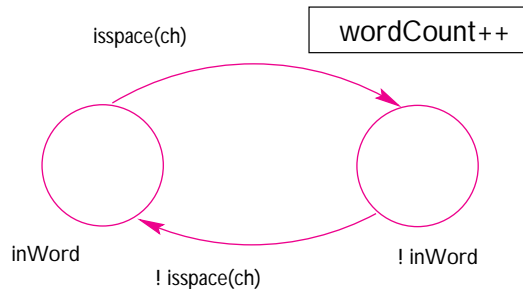 wordCount++
isspace(ch)
inWord
! inWord
! isspace(ch)